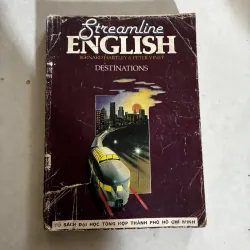 Streamline
ENGLISH
BERNARD HARTLEY & PETER VINEY
DESTINATIONS
TỦ SÁCH ĐẠI HỌC TỔNG HỢP THÀNH PHỐ HỒ CHÍ MINH